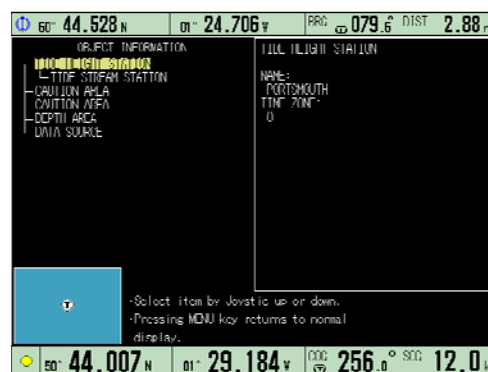 44.528 N 01° 24.706 W BRG 079.6° DIST 2.88
OBJECT INFORMATION
TIDE HEIGHT STATION
TIDE STREAM STATION
CAUTION AREA
CAUTION AREA
DEPTH AREA
DATA SOURCE
TIDE HEIGHT STATION
NAME:
PORTSMOUTH
TIME ZONE:
0
-Select item by Joystic up or down.
-Pressing MENU key returns to normal
display.
50° 44.007 N 01° 29.184 W COG 256.0° SOG 12.0